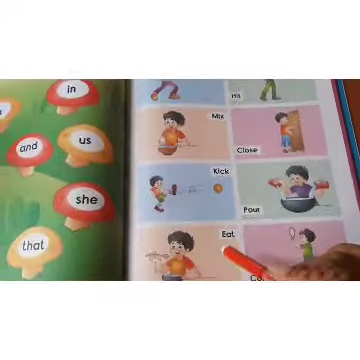 in
and
us
she
that
Hit
Mix
Close
Kick
Pour
Eat